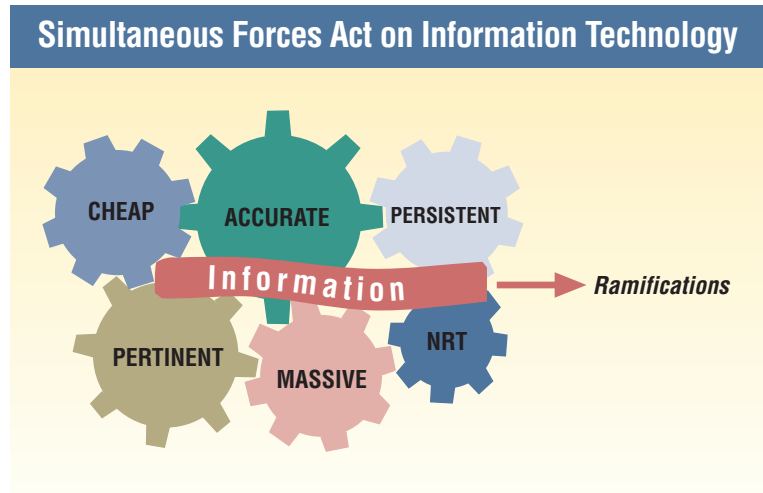 Simultaneous Forces Act on Information Technology
CHEAP
ACCURATE
PERSISTENT
Information
Ramifications
PERTINENT
MASSIVE
NRT